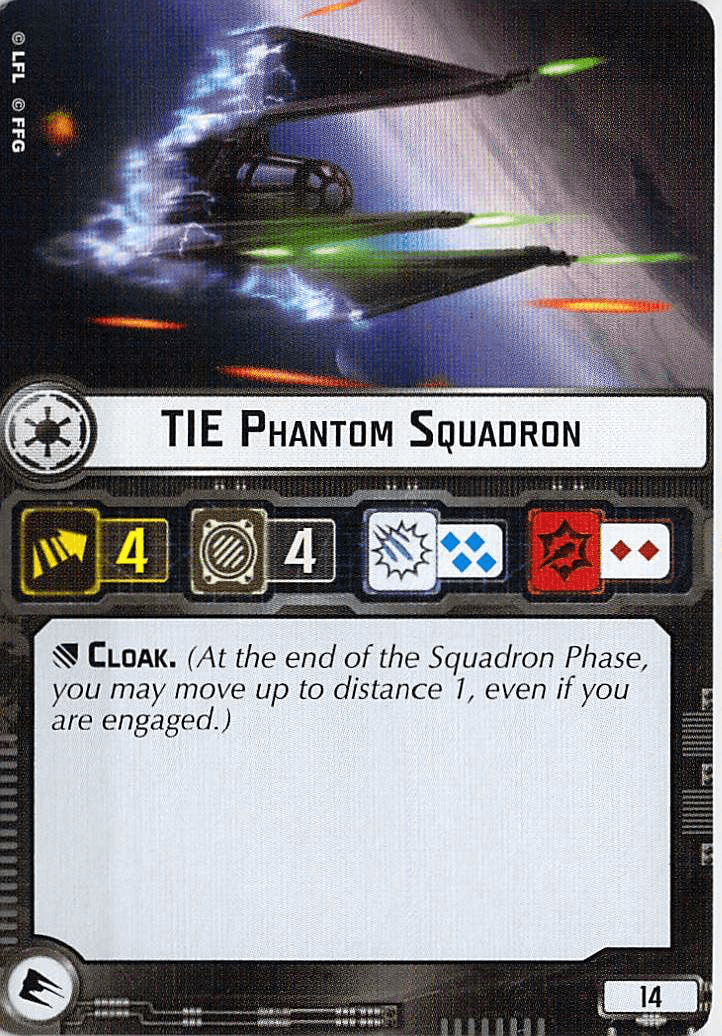 © LFL © FFG
TIE PHANTOM SQUADRON
4 4
CLOAK. (At the end of the Squadron Phase,
you may move up to distance 1, even if you
are engaged.)
14